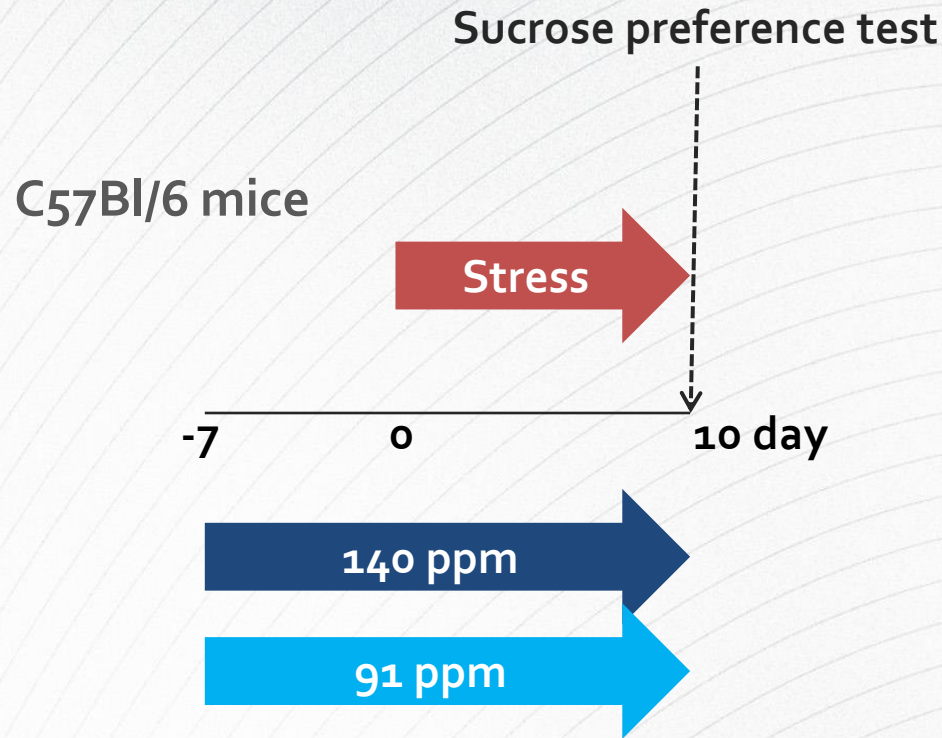 Sucrose preference test
C57Bl/6 mice
Stress
-7 0 10 day
140 ppm
91 ppm